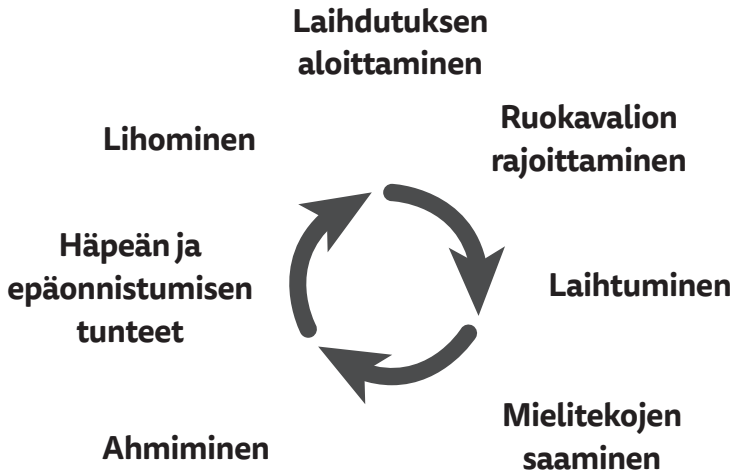 Laihdutuksen
aloittaminen
Ruokavalion
rajoittaminen
Laihtuminen
Mielitekojen
saaminen
Ahmiminen
Häpeän ja
epäonnistumisen
tunteet
Lihominen